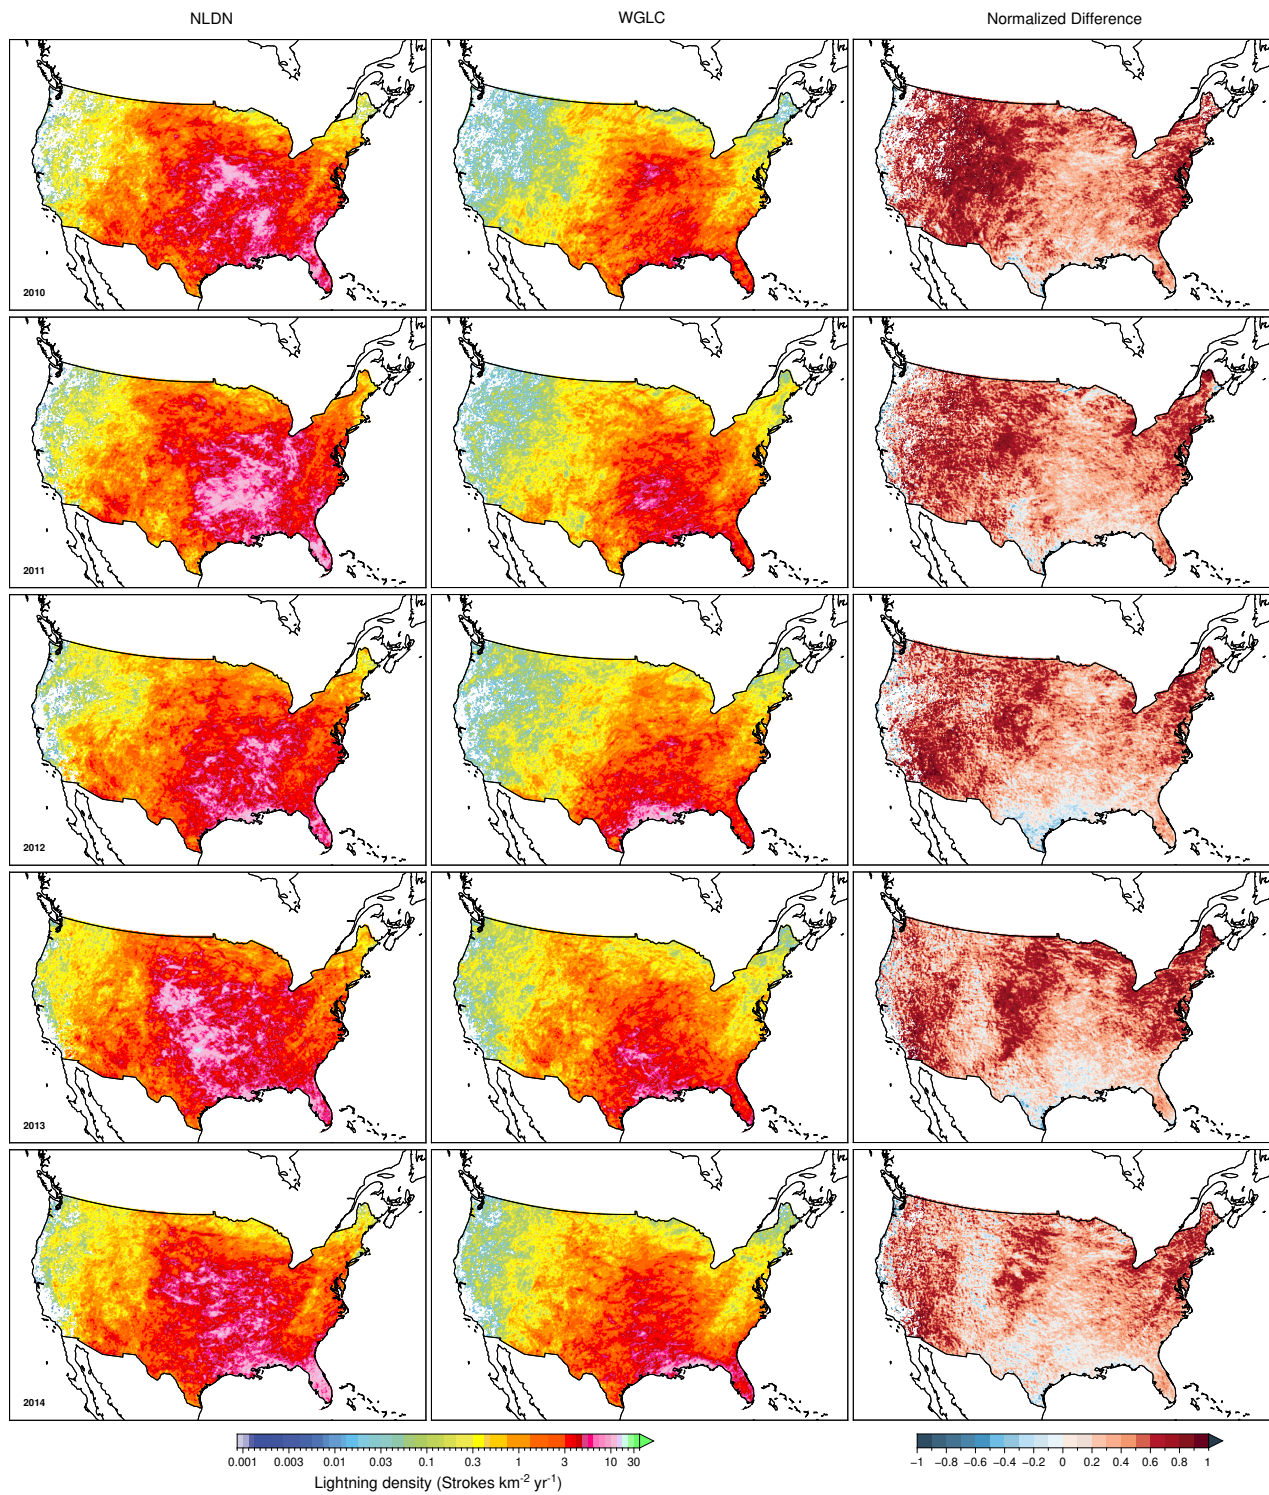 NLDN WGLC Normalized Difference
2010
2011
2012
2013
2014
0.001 0.003 0.01 0.03 0.1 0.3 1 3 10 30
Lightning density (Strokes km⁻² yr⁻¹)
−1 −0.8 −0.6 −0.4 −0.2 0 0.2 0.4 0.6 0.8 1